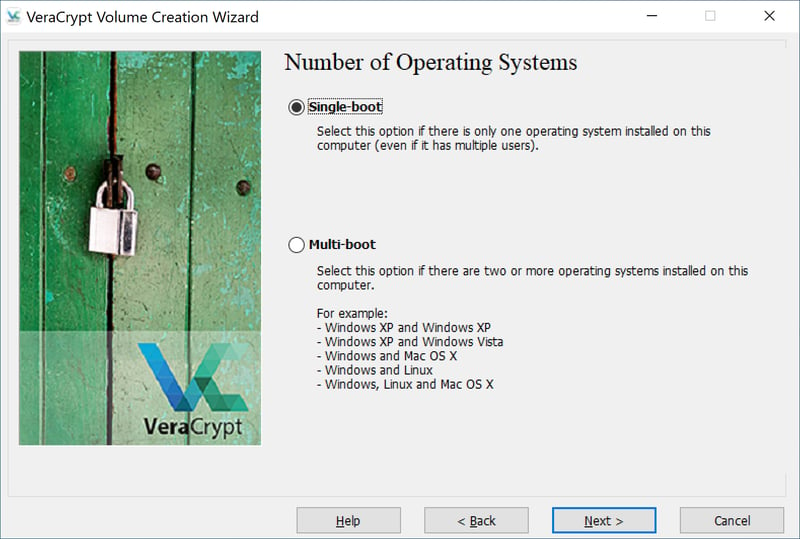 VeraCrypt Volume Creation Wizard
Number of Operating Systems
Single-boot
Select this option if there is only one operating system installed on this
computer (even if it has multiple users).
Multi-boot
Select this option if there are two or more operating systems installed on this
computer.
For example:
- Windows XP and Windows XP
- Windows XP and Windows Vista
- Windows and Mac OS X
- Windows and Linux
- Windows, Linux and Mac OS X
VeraCrypt
Help
< Back
Next >
Cancel